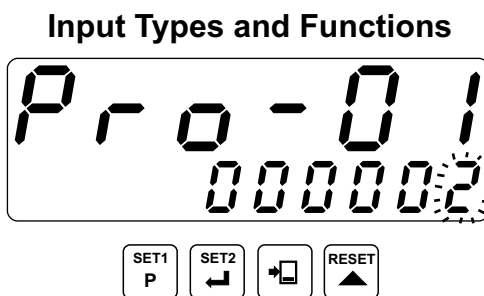 Input Types and Functions
Pro-01
000002
SET1 SET2 RESET
P